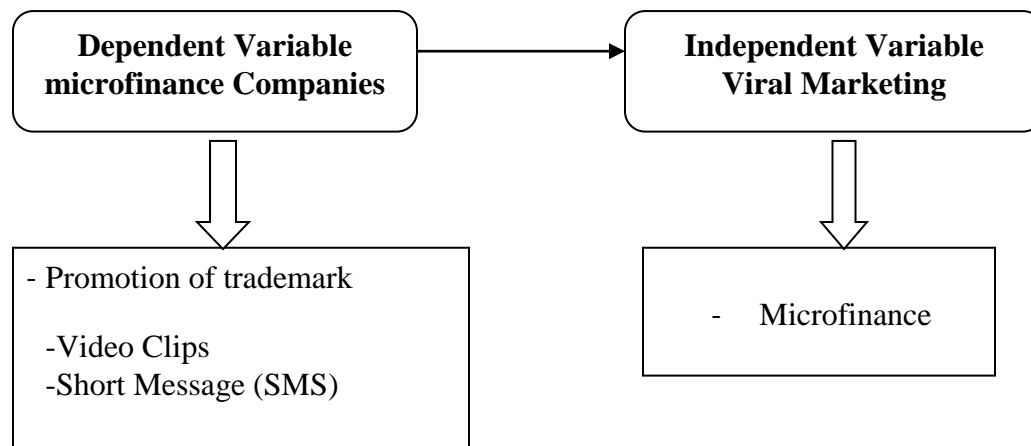 Dependent Variable
microfinance Companies
Independent Variable
Viral Marketing
- Promotion of trademark
-Video Clips
-Short Message (SMS)
- Microfinance